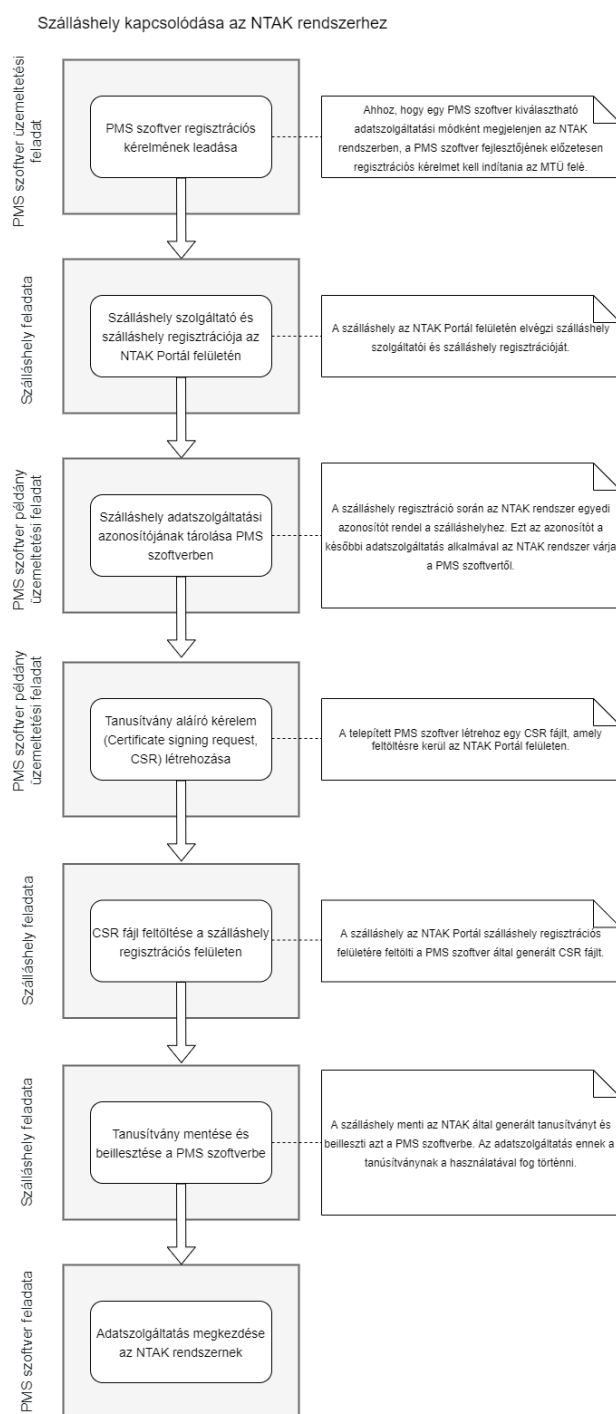 Szálláshely kapcsolódása az NTAK rendszerhez
PMS szoftver üzemeltetési
feladat
PMS szoftver regisztrációs
kérelmének leadása
Ahhoz, hogy egy PMS szoftver kiválasztható
adatszolgáltatási módként megjelenjen az NTAK
rendszerben, a PMS szoftver fejlesztőjének előzetesen
regisztrációs kérelmet kell indítania az MTÜ felé.
Szálláshely feladata
Szálláshely szolgáltató és
szálláshely regisztrációja az
NTAK Portál felületén
A szálláshely az NTAK Portál felületén elvégzi szálláshely
szolgáltatói és szálláshely regisztrációját.
PMS szoftver példány
üzemeltetési feladat
Szálláshely adatszolgáltatási
azonosítójának tárolása PMS
szoftverben
A szálláshely regisztráció során az NTAK rendszer egyedi
azonosítót rendel a szálláshelyhez. Ezt az azonosítót a
későbbi adatszolgáltatás alkalmával az NTAK rendszer várja
a PMS szoftvertől.
PMS szoftver példány
üzemeltetési feladat
Tanusítvány aláíró kérelem
(Certificate signing request,
CSR) létrehozása
A telepített PMS szoftver létrehoz egy CSR fájlt, amely
feltöltésre kerül az NTAK Portál felületen.
Szálláshely feladata
CSR fájl feltöltése a szálláshely
regisztrációs felületen
A szálláshely az NTAK Portál szálláshely regisztrációs
felületére feltölti a PMS szoftver által generált CSR fájlt.
Szálláshely feladata
Tanusítvány mentése és
beillesztése a PMS szoftverbe
A szálláshely menti az NTAK által generált tanusítványt és
beilleszti azt a PMS szoftverbe. Az adatszolgáltatás ennek a
tanúsítványnak a használatával fog történni.
PMS szoftver feladata
Adatszolgáltatás megkezdése
az NTAK rendszernek